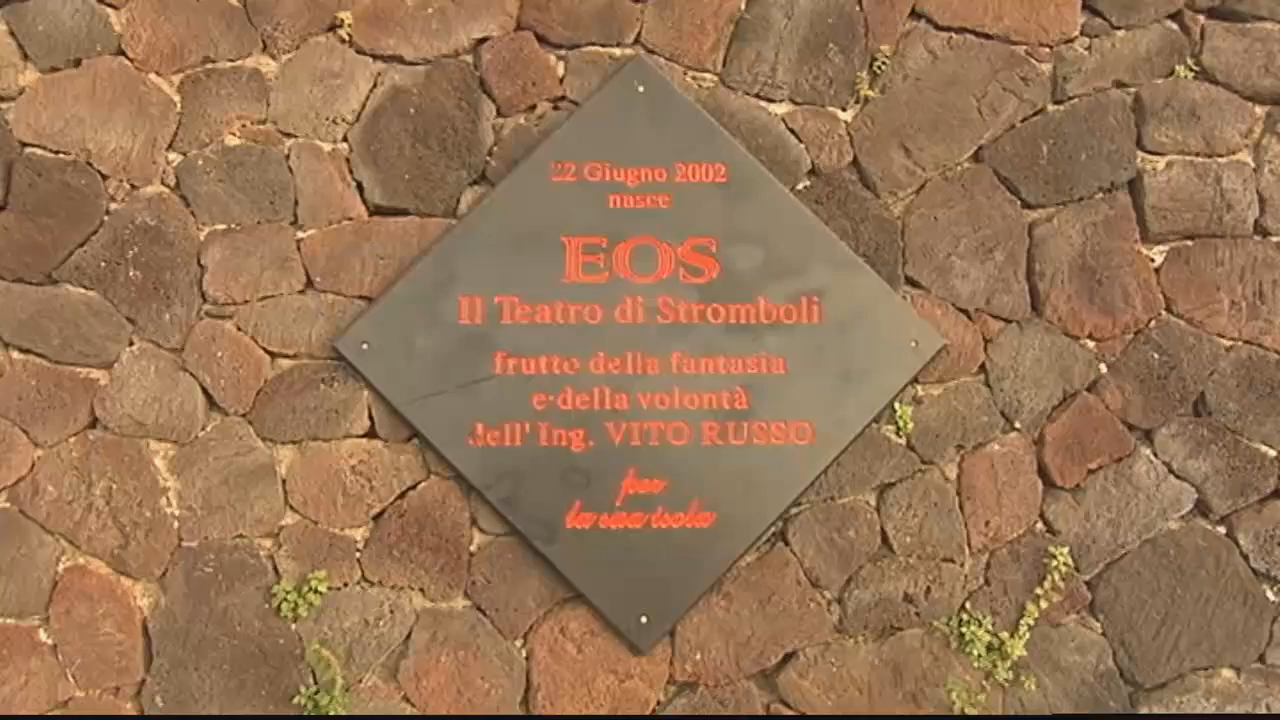 22 Giugno 2002
nasce
EOS
Il Teatro di Stromboli
frutto della fantasia
e della volontà
dell' Ing. VITO RUSSO
per
la sua isola